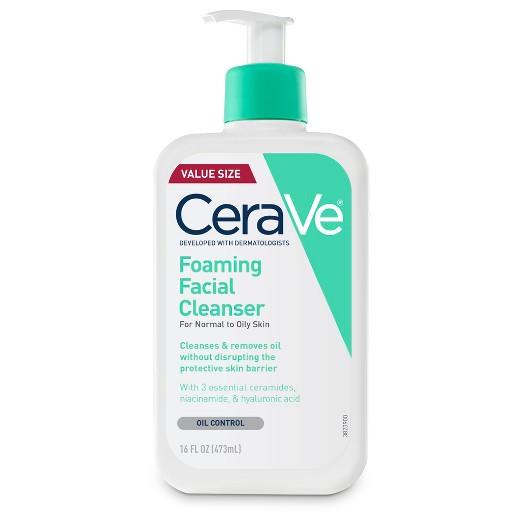 VALUE SIZE
CeraVe®
DEVELOPED WITH DERMATOLOGISTS
Foaming
Facial
Cleanser
For Normal to Oily Skin
Cleanses & removes oil
without disrupting the
protective skin barrier
With 3 essential ceramides,
niacinamide, & hyaluronic acid
OIL CONTROL
16 FL OZ (473mL)
3823900